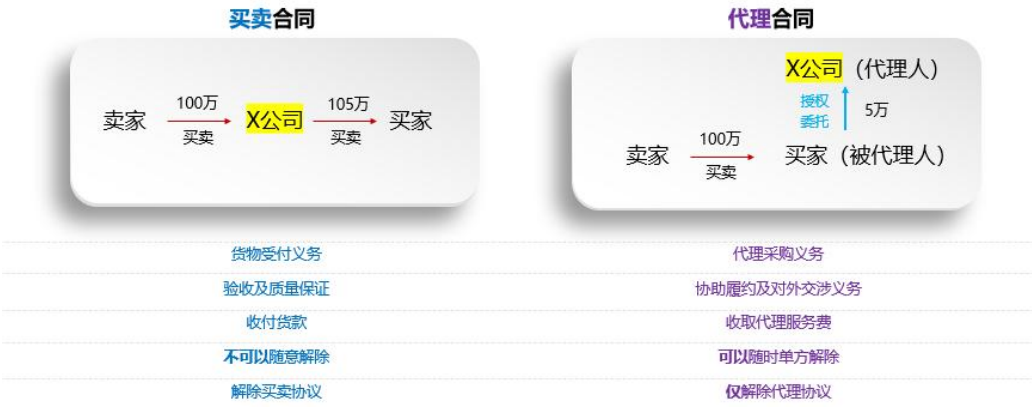 买卖合同
卖家
100万
买卖
X公司
105万
买卖
买家
货物受付义务
验收及质量保证
收付货款
不可以随意解除
解除买卖协议
代理合同
X公司（代理人）
授权
委托
5万
卖家
100万
买卖
买家（被代理人）
代理采购义务
协助履约及对外交涉义务
收取代理服务费
可以随时单方解除
仅解除代理协议